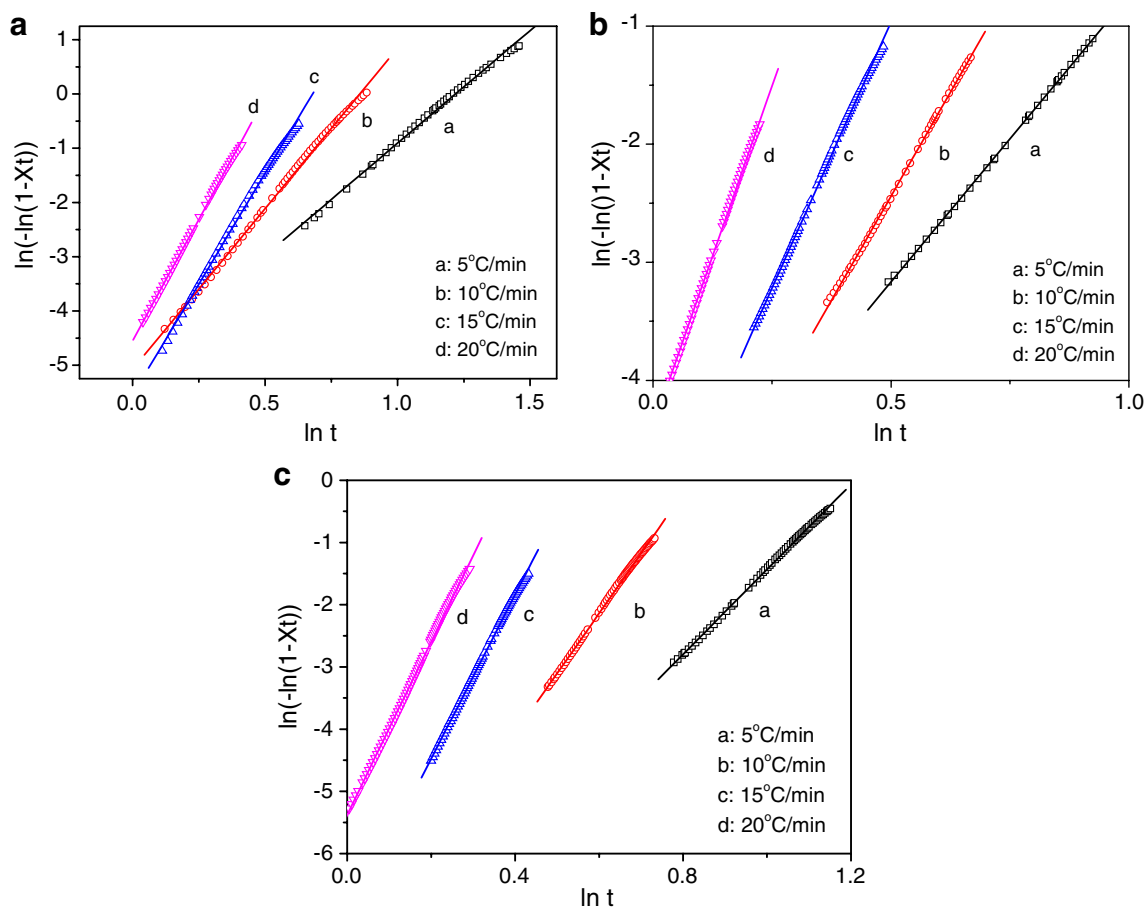 a
ln(-ln(1-Xt))
1
0
-1
-2
-3
-4
-5
0.0
0.5
1.0
1.5
ln t
d
c
b
a
a: 5°C/min
b: 10°C/min
c: 15°C/min
d: 20°C/min
b
ln(-ln()1-Xt)
-1
-2
-3
-4
0.0
0.5
1.0
ln t
d
c
b
a
a: 5°C/min
b: 10°C/min
c: 15°C/min
d: 20°C/min
c
ln(-ln(1-Xt))
0
-1
-2
-3
-4
-5
-6
0.0
0.4
0.8
1.2
ln t
d
c
b
a
a: 5°C/min
b: 10°C/min
c: 15°C/min
d: 20°C/min